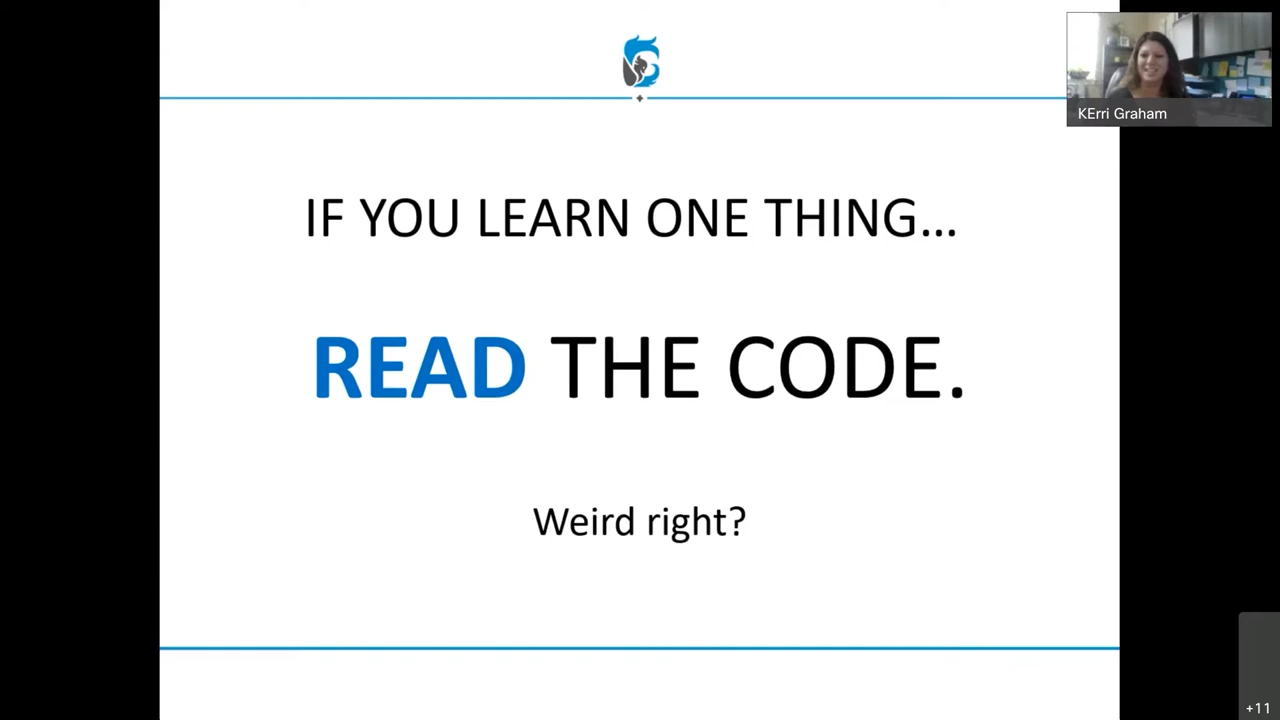 KErri Graham
IF YOU LEARN ONE THING…
READ THE CODE.
Weird right?
+11